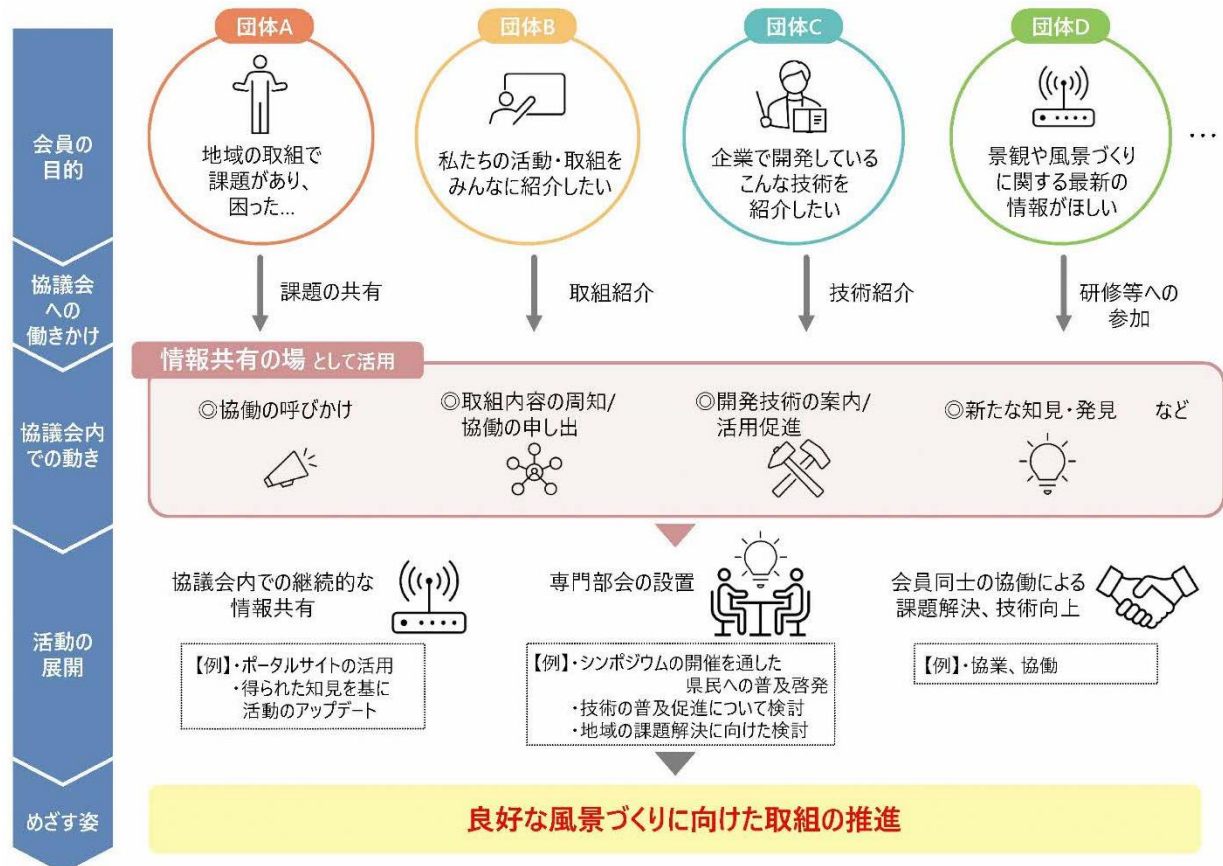 団体A
団体B
団体C
団体D
会員の
目的
地域の取組で
課題があり、
困った…
私たちの活動・取組を
みんなに紹介したい
企業で開発している
こんな技術を
紹介したい
景観や風景づくり
に関する最新の
情報がほしい
…
協議会
への
働きかけ
課題の共有
取組紹介
技術紹介
研修等への
参加
情報共有の場 として活用
協議会内
での動き
◎協働の呼びかけ
◎取組内容の周知/
協働の申し出
◎開発技術の案内/
活用促進
◎新たな知見・発見 など
活動の
展開
協議会内での継続的な
情報共有
【例】・ポータルサイトの活用
・得られた知見を基に
活動のアップデート
専門部会の設置
【例】・シンポジウムの開催を通した
県民への普及啓発
・技術の普及促進について検討
・地域の課題解決に向けた検討
会員同士の協働による
課題解決、技術向上
【例】・協業、協働
めざす姿
良好な風景づくりに向けた取組の推進